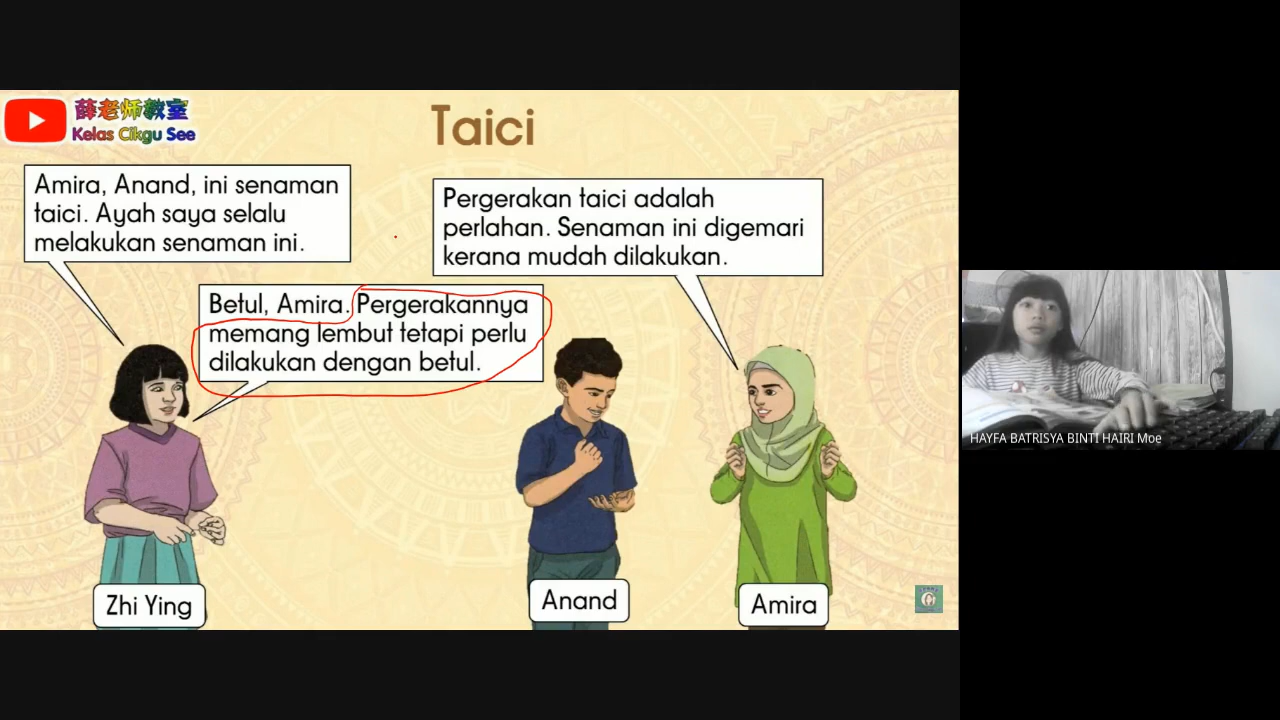 薛老师教室
Kelas Cikgu See
Taici
Amira, Anand, ini senaman
taici. Ayah saya selalu
melakukan senaman ini.
Pergerakan taici adalah
perlahan. Senaman ini digemari
kerana mudah dilakukan.
Betul, Amira. Pergerakannya
memang lembut tetapi perlu
dilakukan dengan betul.
Zhi Ying
Anand
Amira
HAYFA BATRISYA BINTI HAIRI Moe